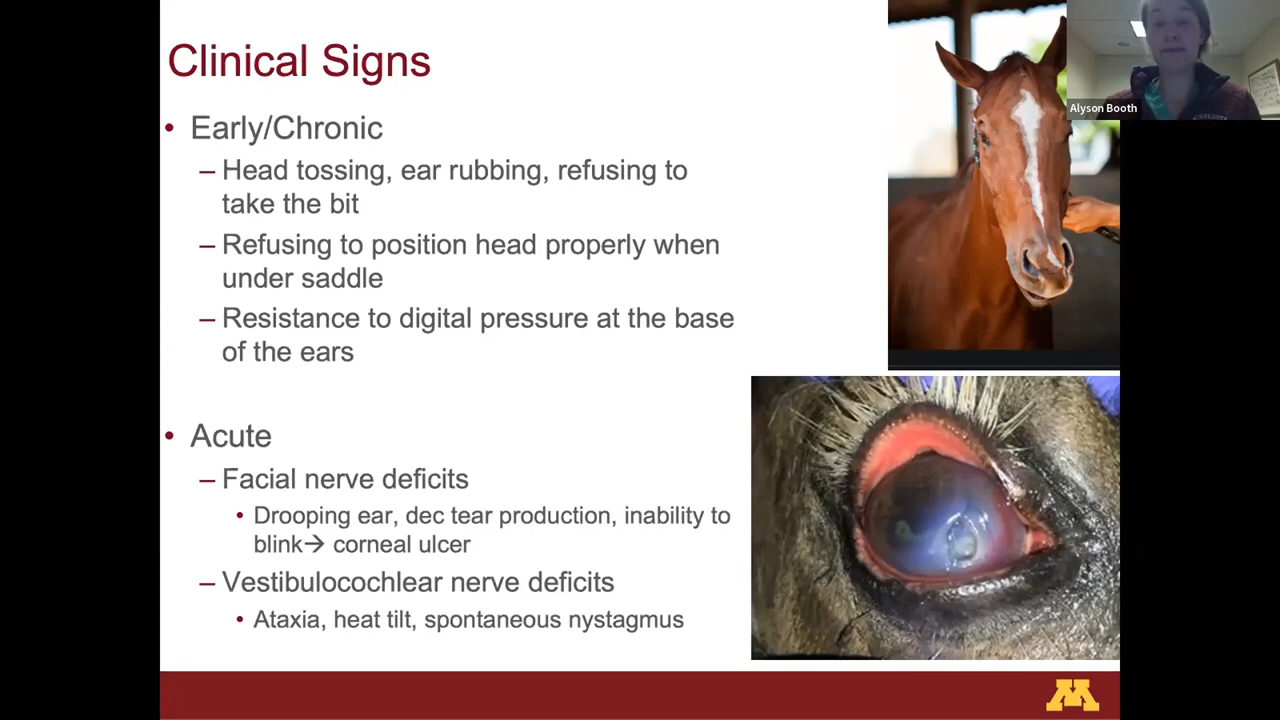 Clinical Signs
Alyson Booth
• Early/Chronic
– Head tossing, ear rubbing, refusing to
take the bit
– Refusing to position head properly when
under saddle
– Resistance to digital pressure at the base
of the ears
• Acute
– Facial nerve deficits
• Drooping ear, dec tear production, inability to
blink→ corneal ulcer
– Vestibulocochlear nerve deficits
• Ataxia, heat tilt, spontaneous nystagmus
M